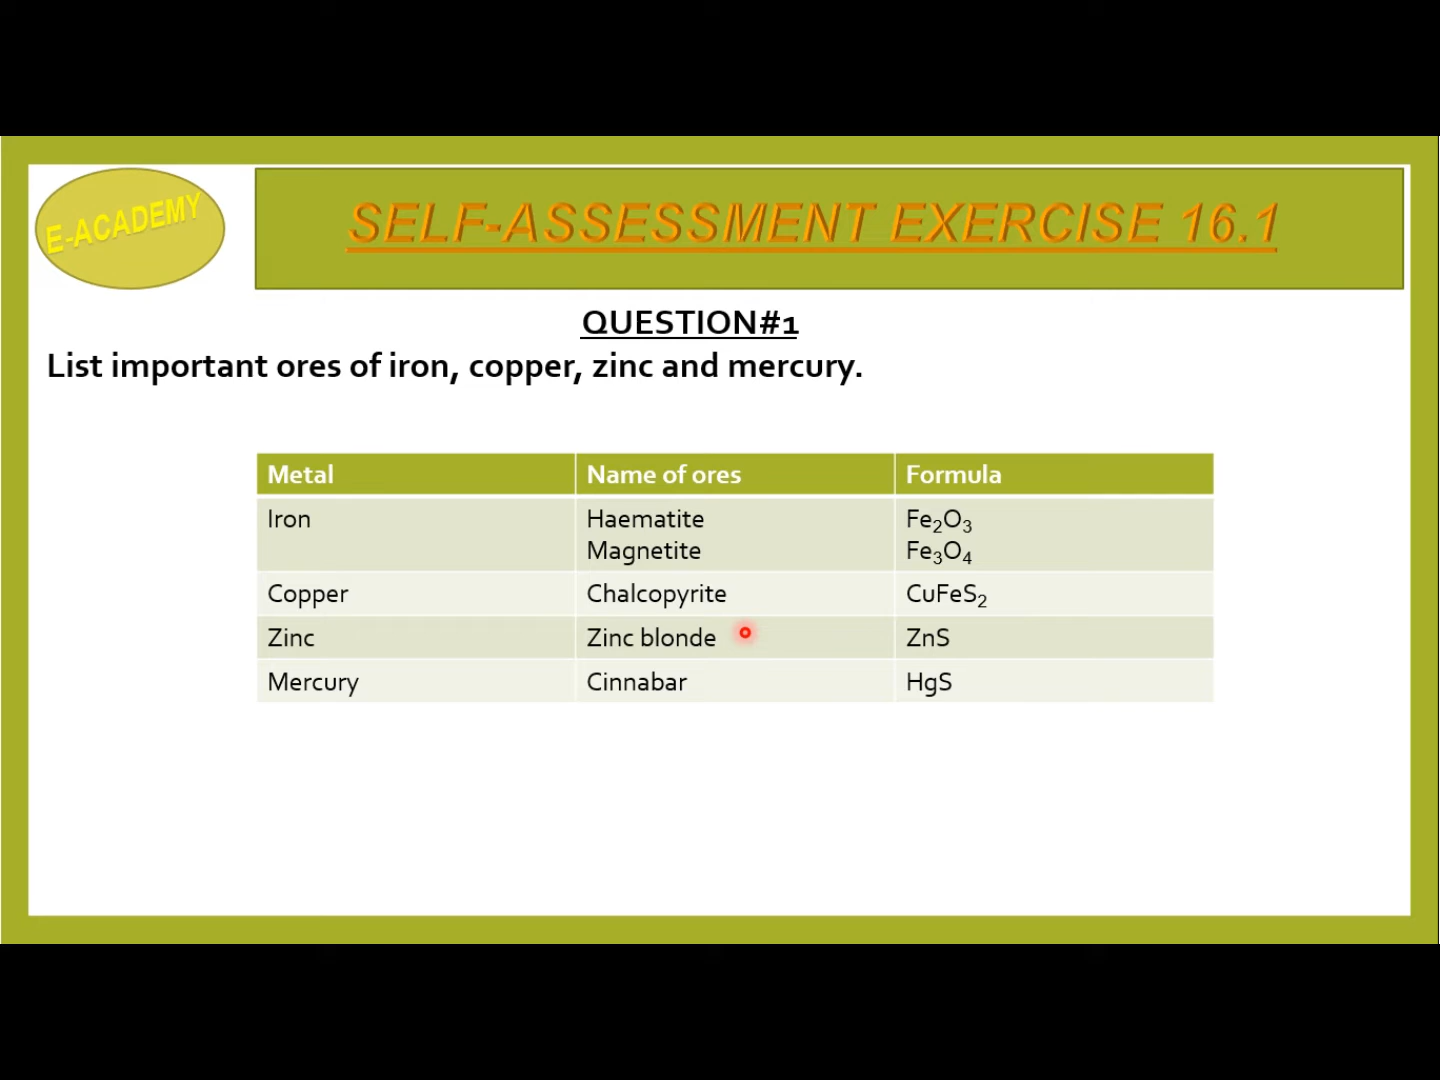 E-ACADEMY
SELF-ASSESSMENT EXERCISE 16.1
QUESTION#1
List important ores of iron, copper, zinc and mercury.
Metal Name of ores Formula
Iron Haematite Fe₂O₃
Magnetite Fe₃O₄
Copper Chalcopyrite CuFeS₂
Zinc Zinc blonde ZnS
Mercury Cinnabar HgS